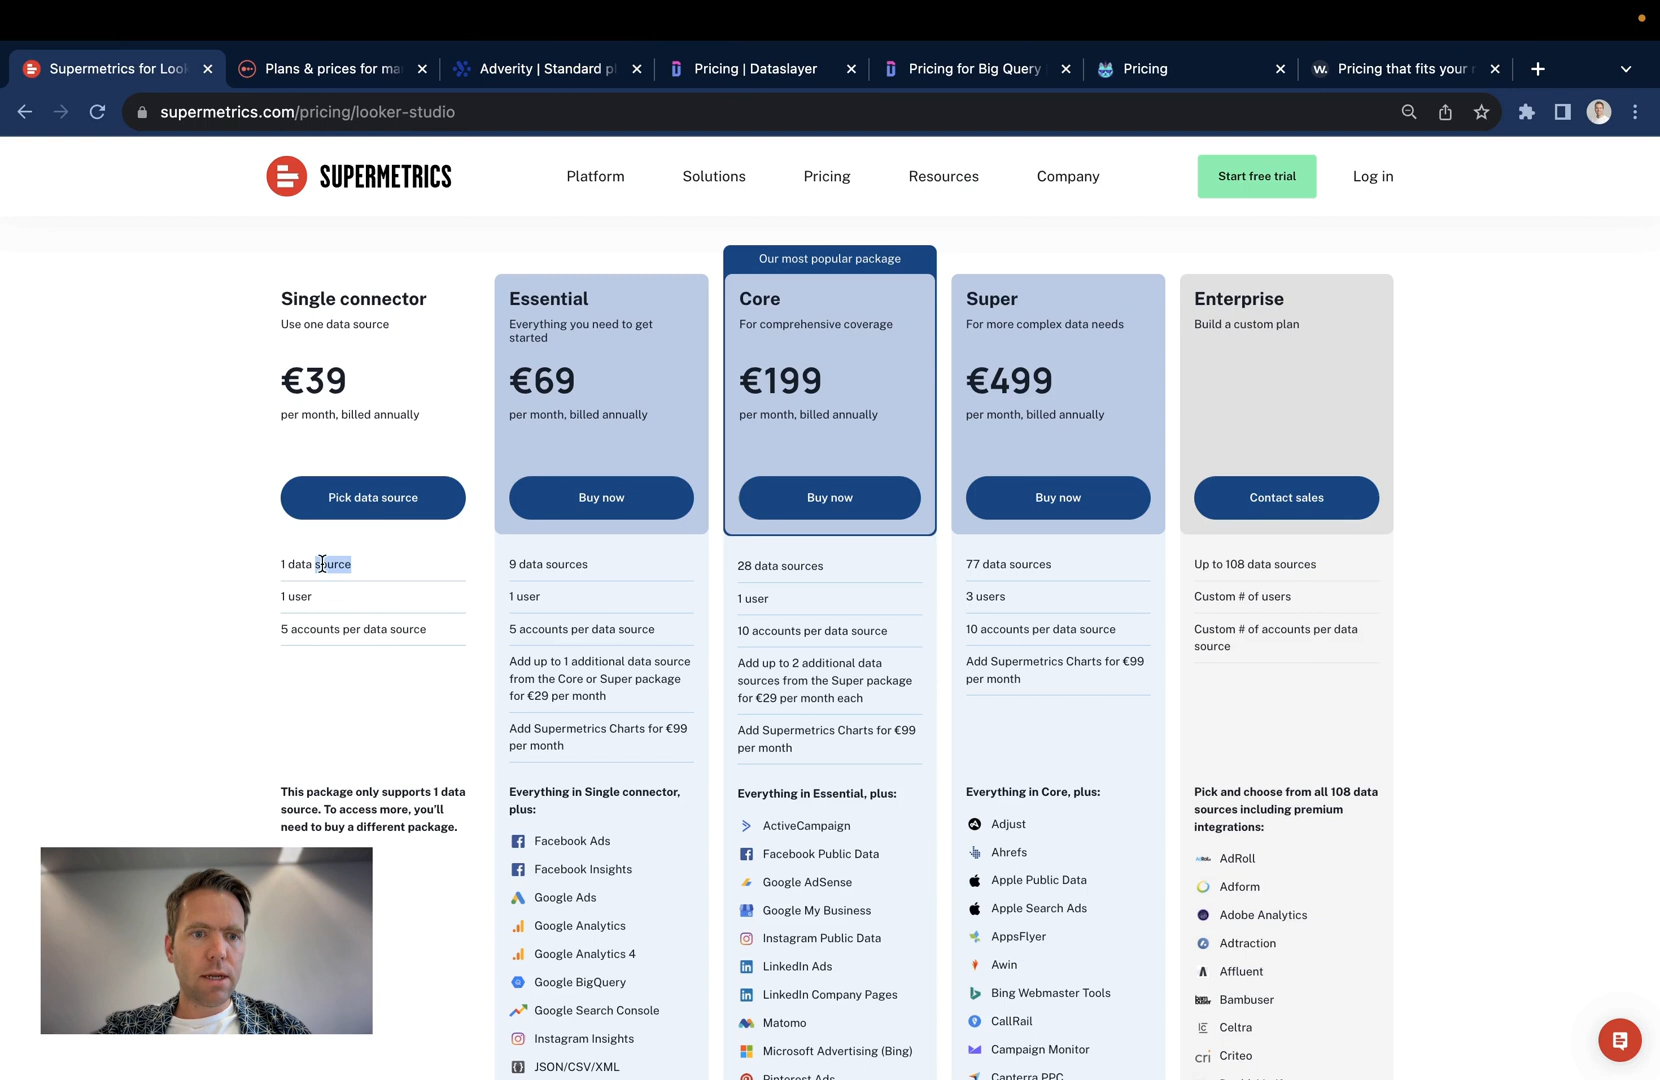 Supermetrics for Loo
Plans & prices for ma
Adverity | Standard pl
Pricing | Dataslayer
Pricing for Big Query
Pricing
Pricing that fits your
supermetrics.com/pricing/looker-studio
SUPERMETRICS
Platform
Solutions
Pricing
Resources
Company
Start free trial
Log in
Our most popular package
Single connector
Use one data source
€39
per month, billed annually
Pick data source
1 data source
1 user
5 accounts per data source
This package only supports 1 data
source. To access more, you'll
need to buy a different package.
Essential
Everything you need to get
started
€69
per month, billed annually
Buy now
9 data sources
1 user
5 accounts per data source
Add up to 1 additional data source
from the Core or Super package
for €29 per month
Add Supermetrics Charts for €99
per month
Everything in Single connector,
plus:
Facebook Ads
Facebook Insights
Google Ads
Google Analytics
Google Analytics 4
Google BigQuery
Google Search Console
Instagram Insights
JSON/CSV/XML
Core
For comprehensive coverage
€199
per month, billed annually
Buy now
28 data sources
1 user
10 accounts per data source
Add up to 2 additional data
sources from the Super package
for €29 per month each
Add Supermetrics Charts for €99
per month
Everything in Essential, plus:
ActiveCampaign
Facebook Public Data
Google AdSense
Google My Business
Instagram Public Data
LinkedIn Ads
LinkedIn Company Pages
Matomo
Microsoft Advertising (Bing)
Pinterest Ads
Super
For more complex data needs
€499
per month, billed annually
Buy now
77 data sources
3 users
10 accounts per data source
Add Supermetrics Charts for €99
per month
Everything in Core, plus:
Adjust
Ahrefs
Apple Public Data
Apple Search Ads
AppsFlyer
Awin
Bing Webmaster Tools
CallRail
Campaign Monitor
Capterra PPC
Enterprise
Build a custom plan
Contact sales
Up to 108 data sources
Custom # of users
Custom # of accounts per data
source
Pick and choose from all 108 data
sources including premium
integrations:
AdRoll
Adform
Adobe Analytics
Adtraction
Affluent
Bambuser
Celtra
Criteo